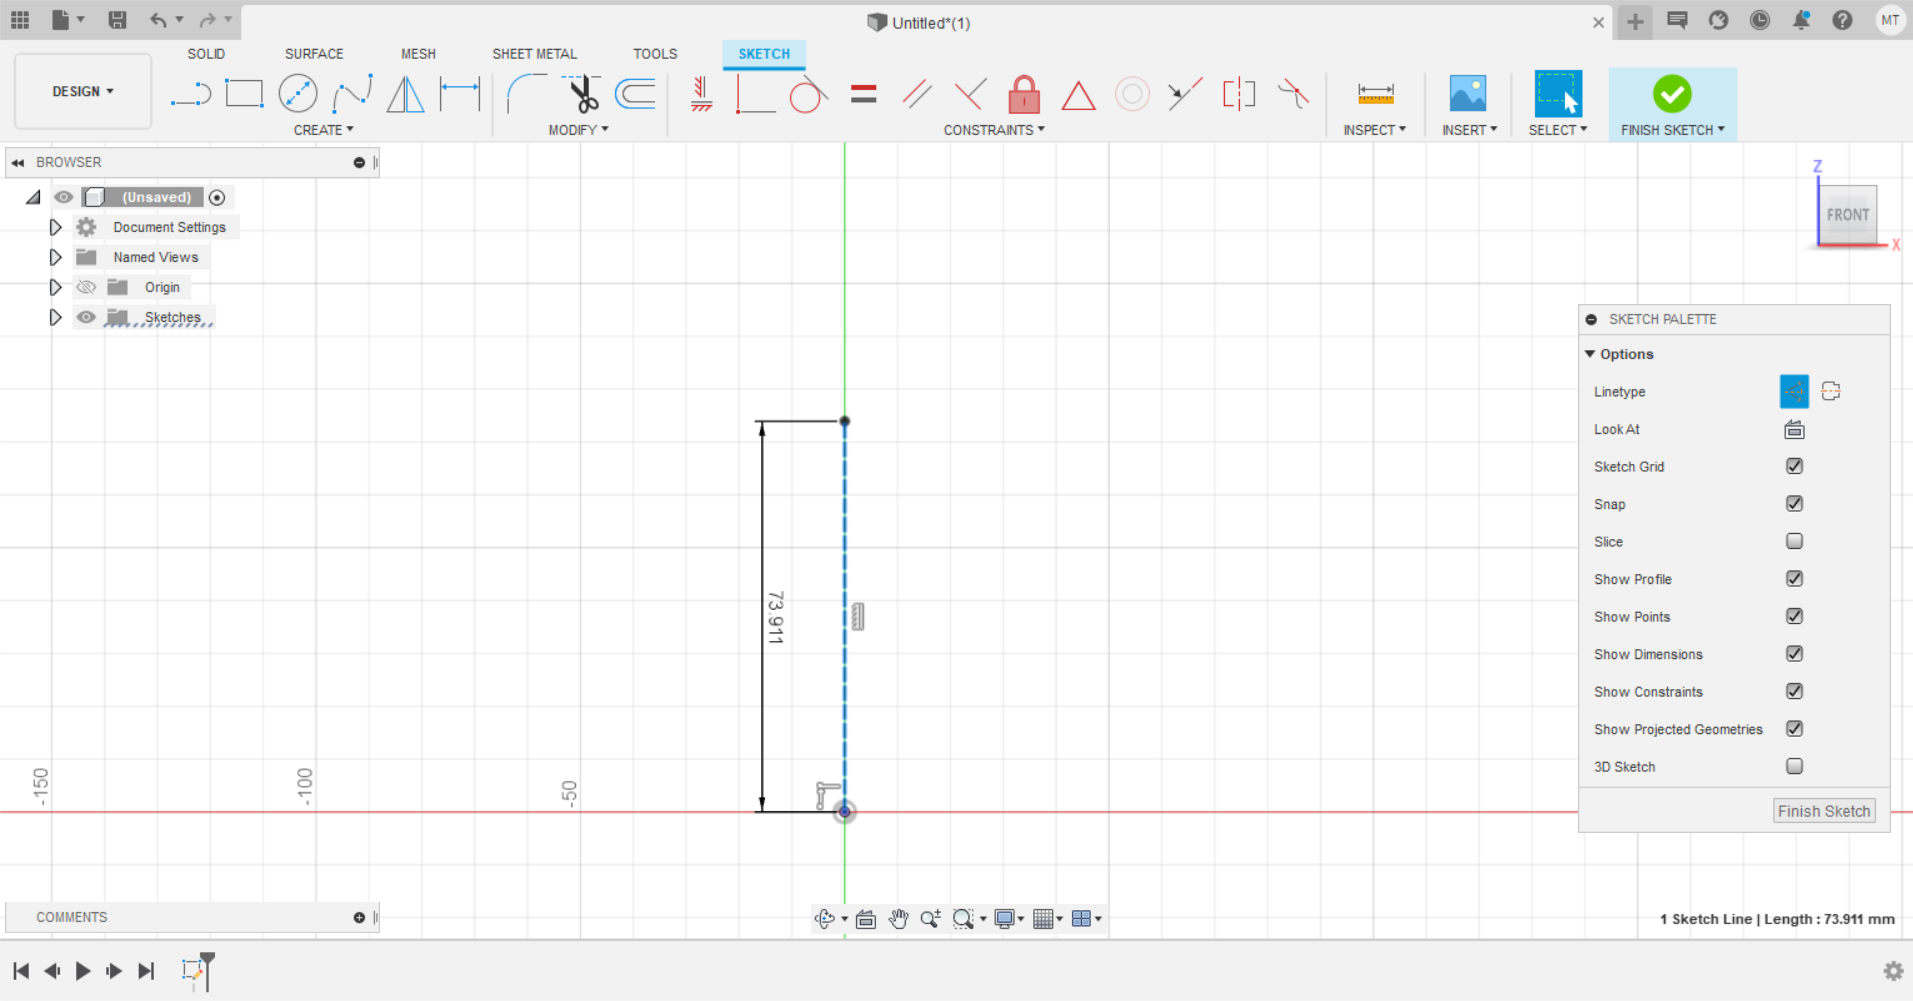 Untitled*(1)
MT
SOLID
SURFACE
MESH
SHEET METAL
TOOLS
SKETCH
DESIGN
CREATE
MODIFY
CONSTRAINTS
INSPECT
INSERT
SELECT
FINISH SKETCH
BROWSER
(Unsaved)
Document Settings
Named Views
Origin
Sketches
Z
FRONT
X
SKETCH PALETTE
Options
Linetype
Look At
Sketch Grid
Snap
Slice
Show Profile
Show Points
Show Dimensions
Show Constraints
Show Projected Geometries
3D Sketch
Finish Sketch
73.911
-150
-100
-50
COMMENTS
1 Sketch Line | Length : 73.911 mm